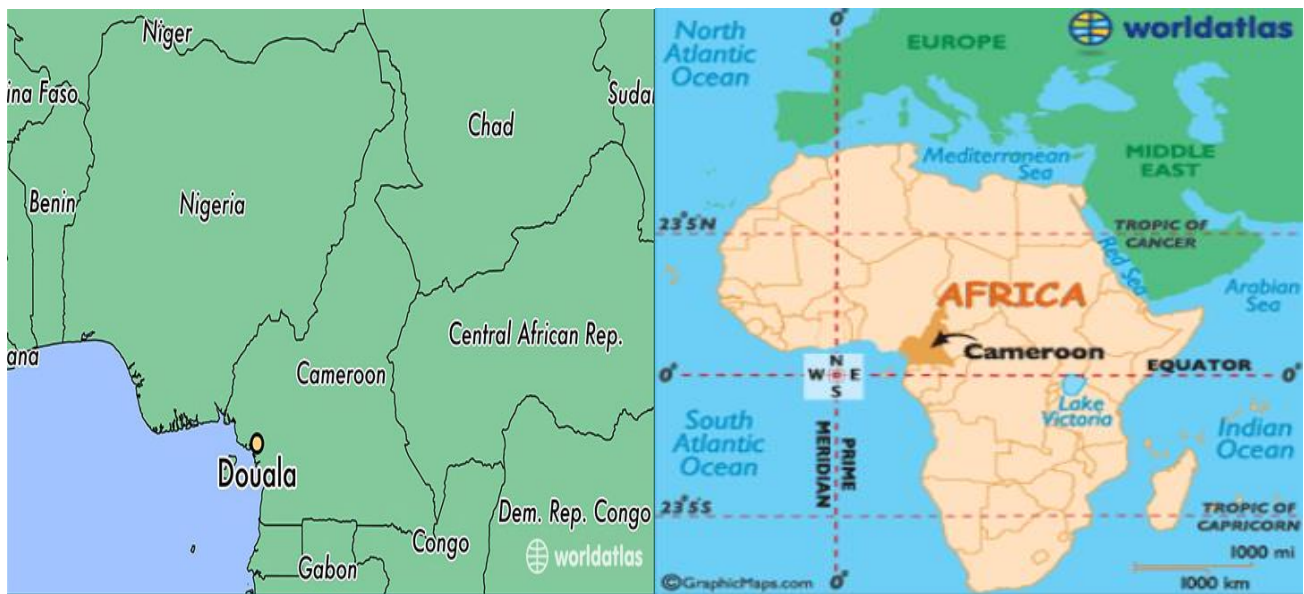 Niger
ina Faso
Chad
Sudan
Benin
Nigeria
Central African Rep.
ana
Cameroon
Douala
Dem. Rep. Congo
Congo
Gabon
worldatlas
0°
North
Atlantic
Ocean
EUROPE
worldatlas
Mediterranean
Sea
MIDDLE
EAST
23°5'N
TROPIC OF
CANCER
Red Sea
Arabian
Sea
AFRICA
Cameroon
EQUATOR
0°
N
W E
S
0°
Lake
Victoria
South
Atlantic
Ocean
PRIME
MERIDIAN
Indian
Ocean
23°5'S
TROPIC OF
CAPRICORN
1000 mi
1000 km
©GraphicMaps.com
0°